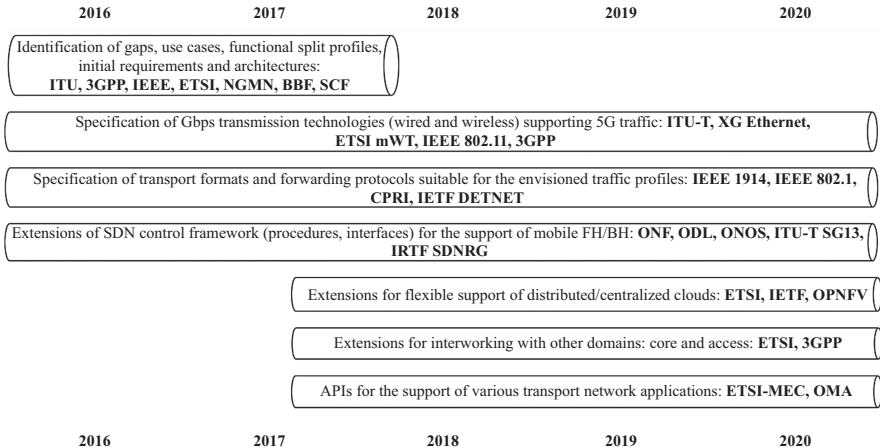 2016 2017 2018 2019 2020
Identification of gaps, use cases, functional split profiles,
initial requirements and architectures:
ITU, 3GPP, IEEE, ETSI, NGMN, BBF, SCF
Specification of Gbps transmission technologies (wired and wireless) supporting 5G traffic: ITU-T, XG Ethernet,
ETSI mWT, IEEE 802.11, 3GPP
Specification of transport formats and forwarding protocols suitable for the envisioned traffic profiles: IEEE 1914, IEEE 802.1,
CPRI, IETF DETNET
Extensions of SDN control framework (procedures, interfaces) for the support of mobile FH/BH: ONF, ODL, ONOS, ITU-T SG13,
IRTF SDNRG
Extensions for flexible support of distributed/centralized clouds: ETSI, IETF, OPNFV
Extensions for interworking with other domains: core and access: ETSI, 3GPP
APIs for the support of various transport network applications: ETSI-MEC, OMA
2016 2017 2018 2019 2020